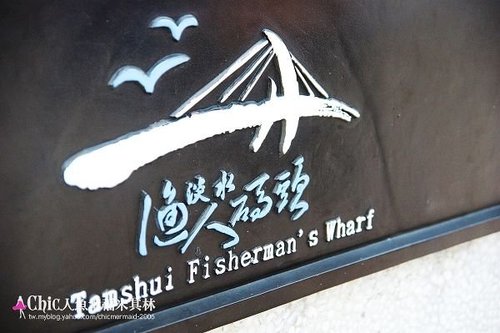 淡水
漁人碼頭
Tamshui Fisherman's Wharf
CHIC人魚
tw.myblog.yahoo.com/chicmermaid-2005